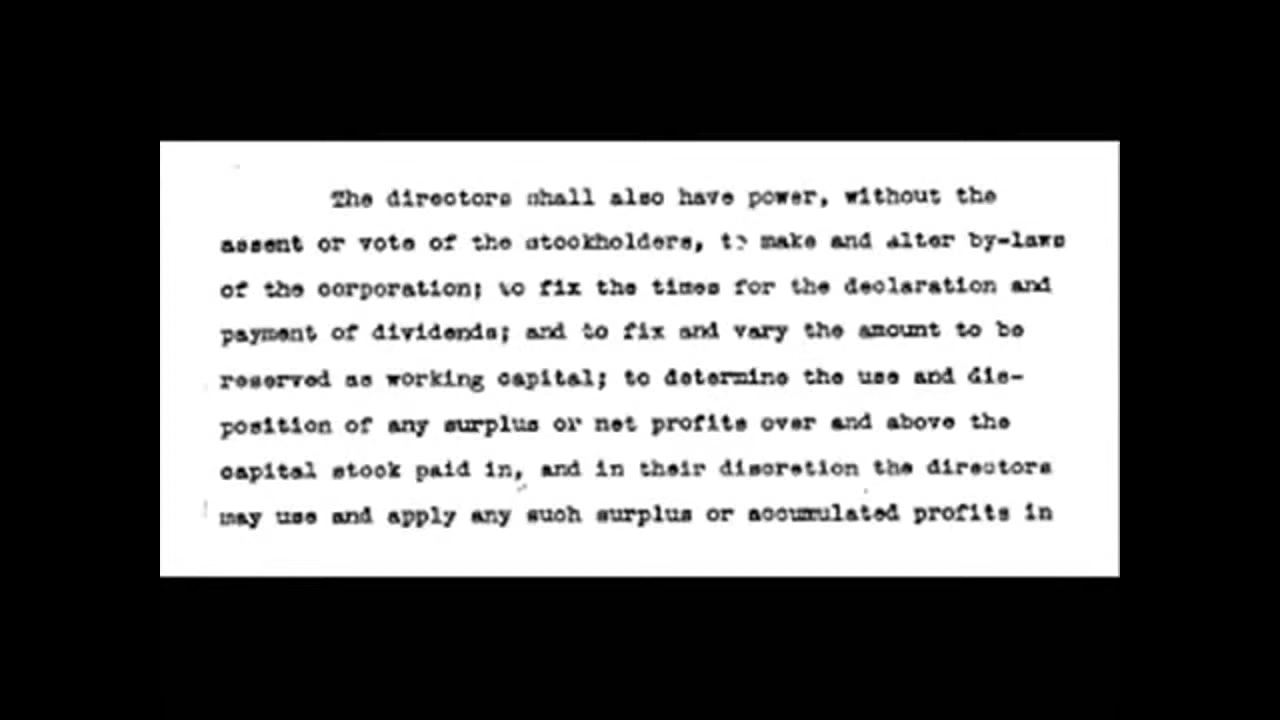 The directors shall also have power, without the
assent or vote of the stockholders, to make and alter by-laws
of the corporation; to fix the times for the declaration and
payment of dividends; and to fix and vary the amount to be
reserved as working capital; to determine the use and dis-
position of any surplus or net profits over and above the
capital stock paid in, and in their discretion the directors
may use and apply any such surplus or accumulated profits in